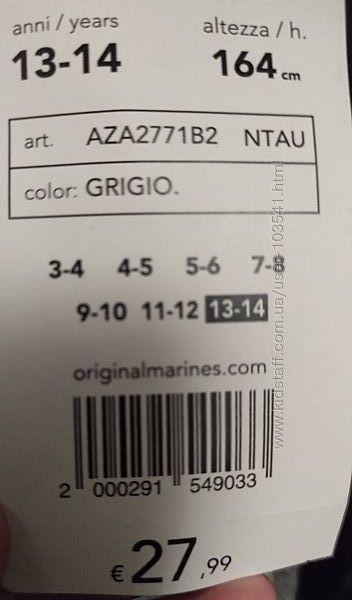 anni / years altezza / h.
13-14 164 cm
art. AZA2771B2 NTAU
color: GRIGIO.
3-4 4-5 5-6 7-8
9-10 11-12 13-14
originalmarines.com
2 000291 549033
€ 27,99